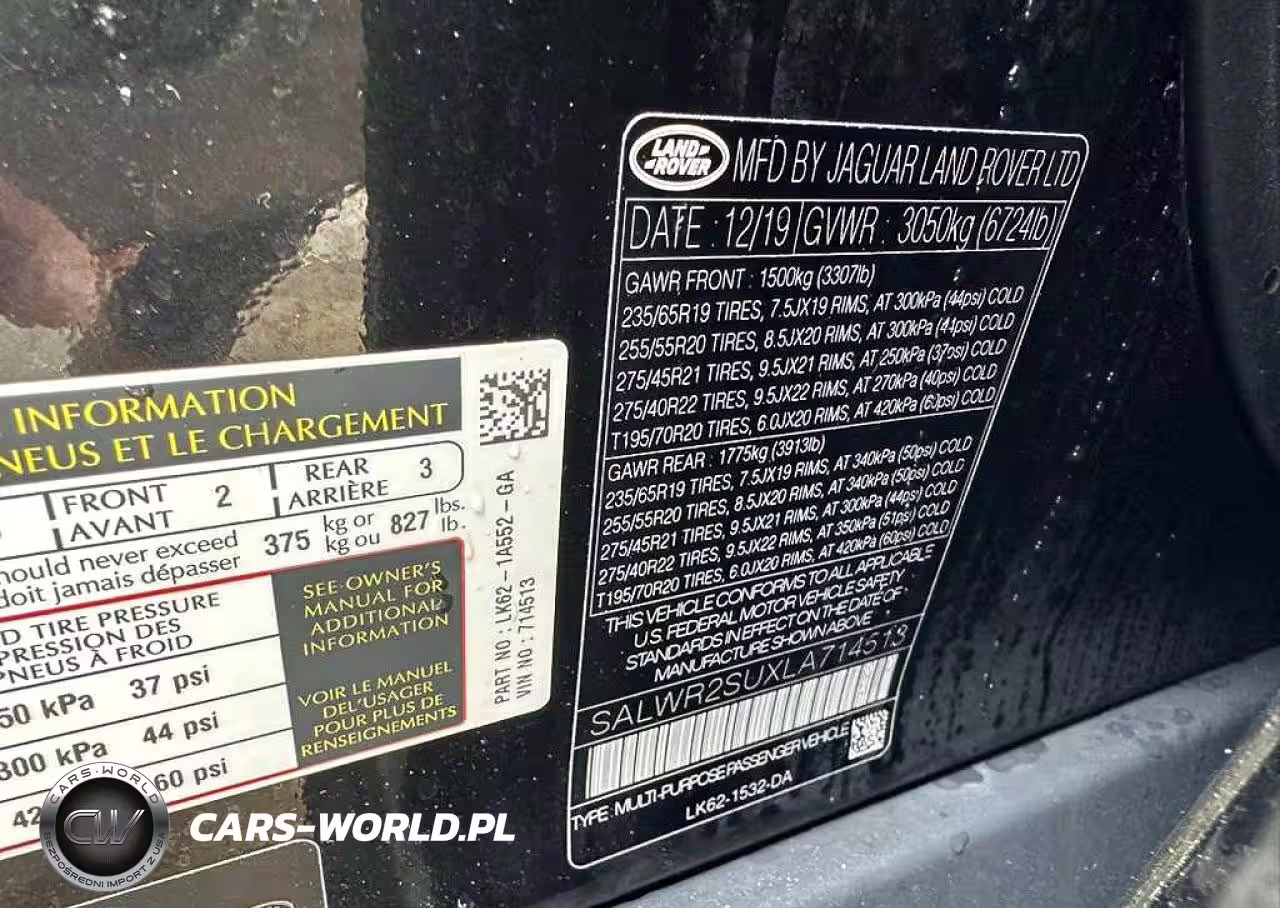 INFORMATION
NEUS ET LE CHARGEMENT
FRONT
AVANT
2
REAR
ARRIÈRE
3
hould never exceed
doit jamais dépasser
375
kg or
kg ou
827
lbs.
lb.
D TIRE PRESSURE
PRESSION DES
PNEUS À FROID
50 kPa 37 psi
300 kPa 44 psi
42
60 psi
SEE OWNER'S
MANUAL FOR
ADDITIONAL
INFORMATION
VOIR LE MANUEL
DEL'USAGER
POUR PLUS DE
RENSEIGNEMENTS
PART NO : LK62-1A552-GA
VIN NO : 714513
LAND
ROVER
MFD BY JAGUAR LAND ROVER LTD
DATE : 12/19 GVWR : 3050kg (6724lb)
GAWR FRONT : 1500kg (3307lb)
235/65R19 TIRES, 7.5JX19 RIMS, AT 300kPa (44psi) COLD
255/55R20 TIRES, 8.5JX20 RIMS, AT 300kPa (44psi) COLD
275/45R21 TIRES, 9.5JX21 RIMS, AT 250kPa (37psi) COLD
275/40R22 TIRES, 9.5JX22 RIMS, AT 270kPa (40psi) COLD
T195/70R20 TIRES, 6.0JX20 RIMS, AT 420kPa (60psi) COLD
GAWR REAR : 1775kg (3913lb)
235/65R19 TIRES, 7.5JX19 RIMS, AT 340kPa (50psi) COLD
255/55R20 TIRES, 8.5JX20 RIMS, AT 340kPa (50psi) COLD
275/45R21 TIRES, 9.5JX21 RIMS, AT 300kPa (44psi) COLD
275/40R22 TIRES, 9.5JX22 RIMS, AT 350kPa (51psi) COLD
T195/70R20 TIRES, 6.0JX20 RIMS, AT 420kPa (60psi) COLD
THIS VEHICLE CONFORMS TO ALL APPLICABLE
U.S. FEDERAL MOTOR VEHICLE SAFETY
STANDARDS IN EFFECT ON THE DATE OF
MANUFACTURE SHOWN ABOVE
SALWR2SUXLA714513
TYPE : MULTI-PURPOSE PASSENGER VEHICLE
LK62-1532-DA
CARS-WORLD
CW
BEZPOŚREDNI IMPORT Z USA
CARS-WORLD.PL